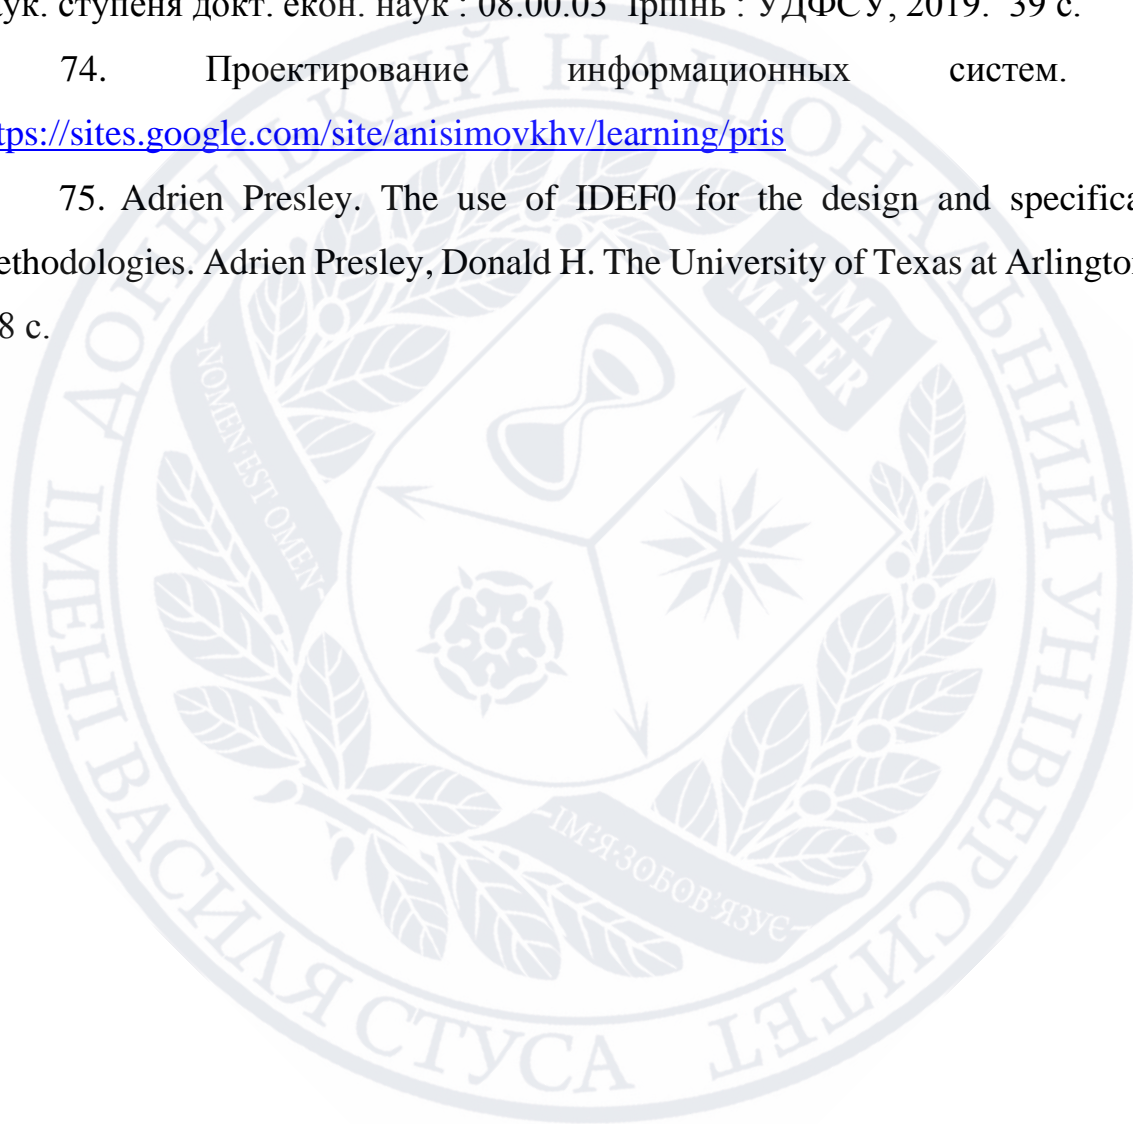 ук. ступеня докт. екон. наук : 08.00.03 Ірпінь : УДФСУ, 2019. 39 с.
74. Проектирование информационных систем.
tps://sites.google.com/site/anisimovkhv/learning/pris
75. Adrien Presley. The use of IDEF0 for the design and specifica
ethodologies. Adrien Presley, Donald H. The University of Texas at Arlington
8 с.
ДОНЕЦЬКИЙ НАЦІОНАЛЬНИЙ УНІВЕРСИТЕТ
ІМЕНІ ВАСИЛЯ СТУСА
ALMA
MATER
NOMEN·EST OMEN
ІМ'Я·ЗОБОВ'ЯЗУЄ